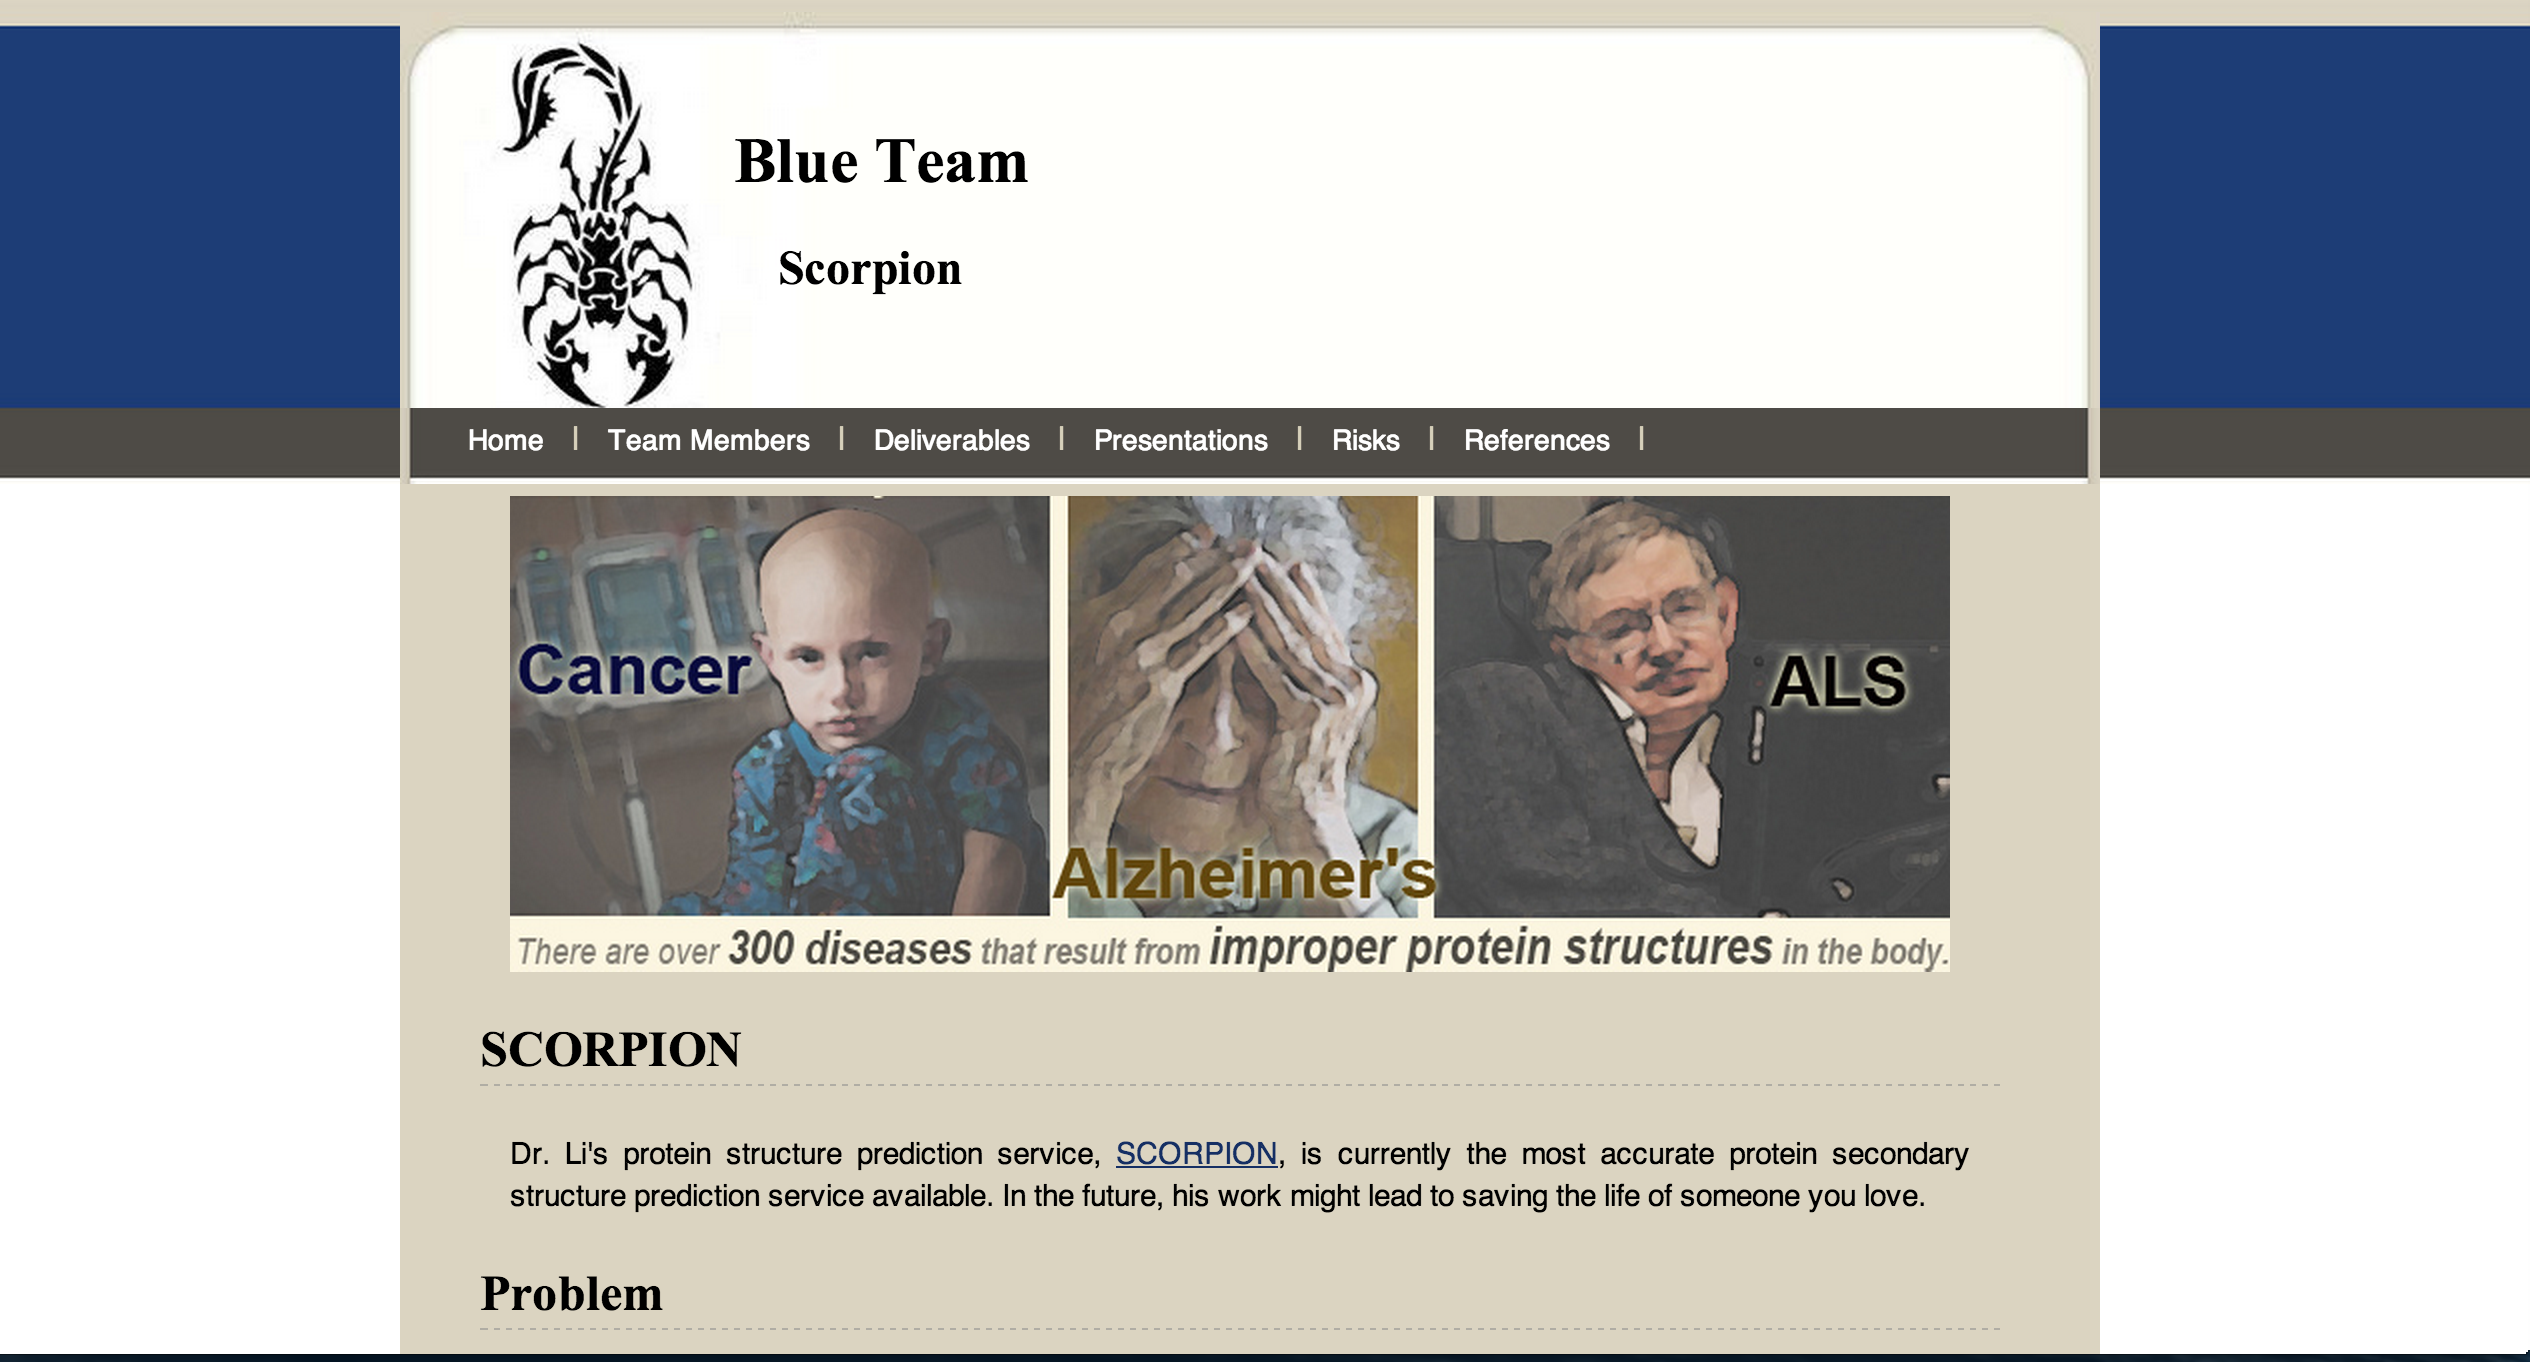 Blue Team
Scorpion
Home | Team Members | Deliverables | Presentations | Risks | References |
Cancer
ALS
Alzheimer's
There are over 300 diseases that result from improper protein structures in the body.
SCORPION
Dr. Li's protein structure prediction service, SCORPION, is currently the most accurate protein secondary
structure prediction service available. In the future, his work might lead to saving the life of someone you love.
Problem